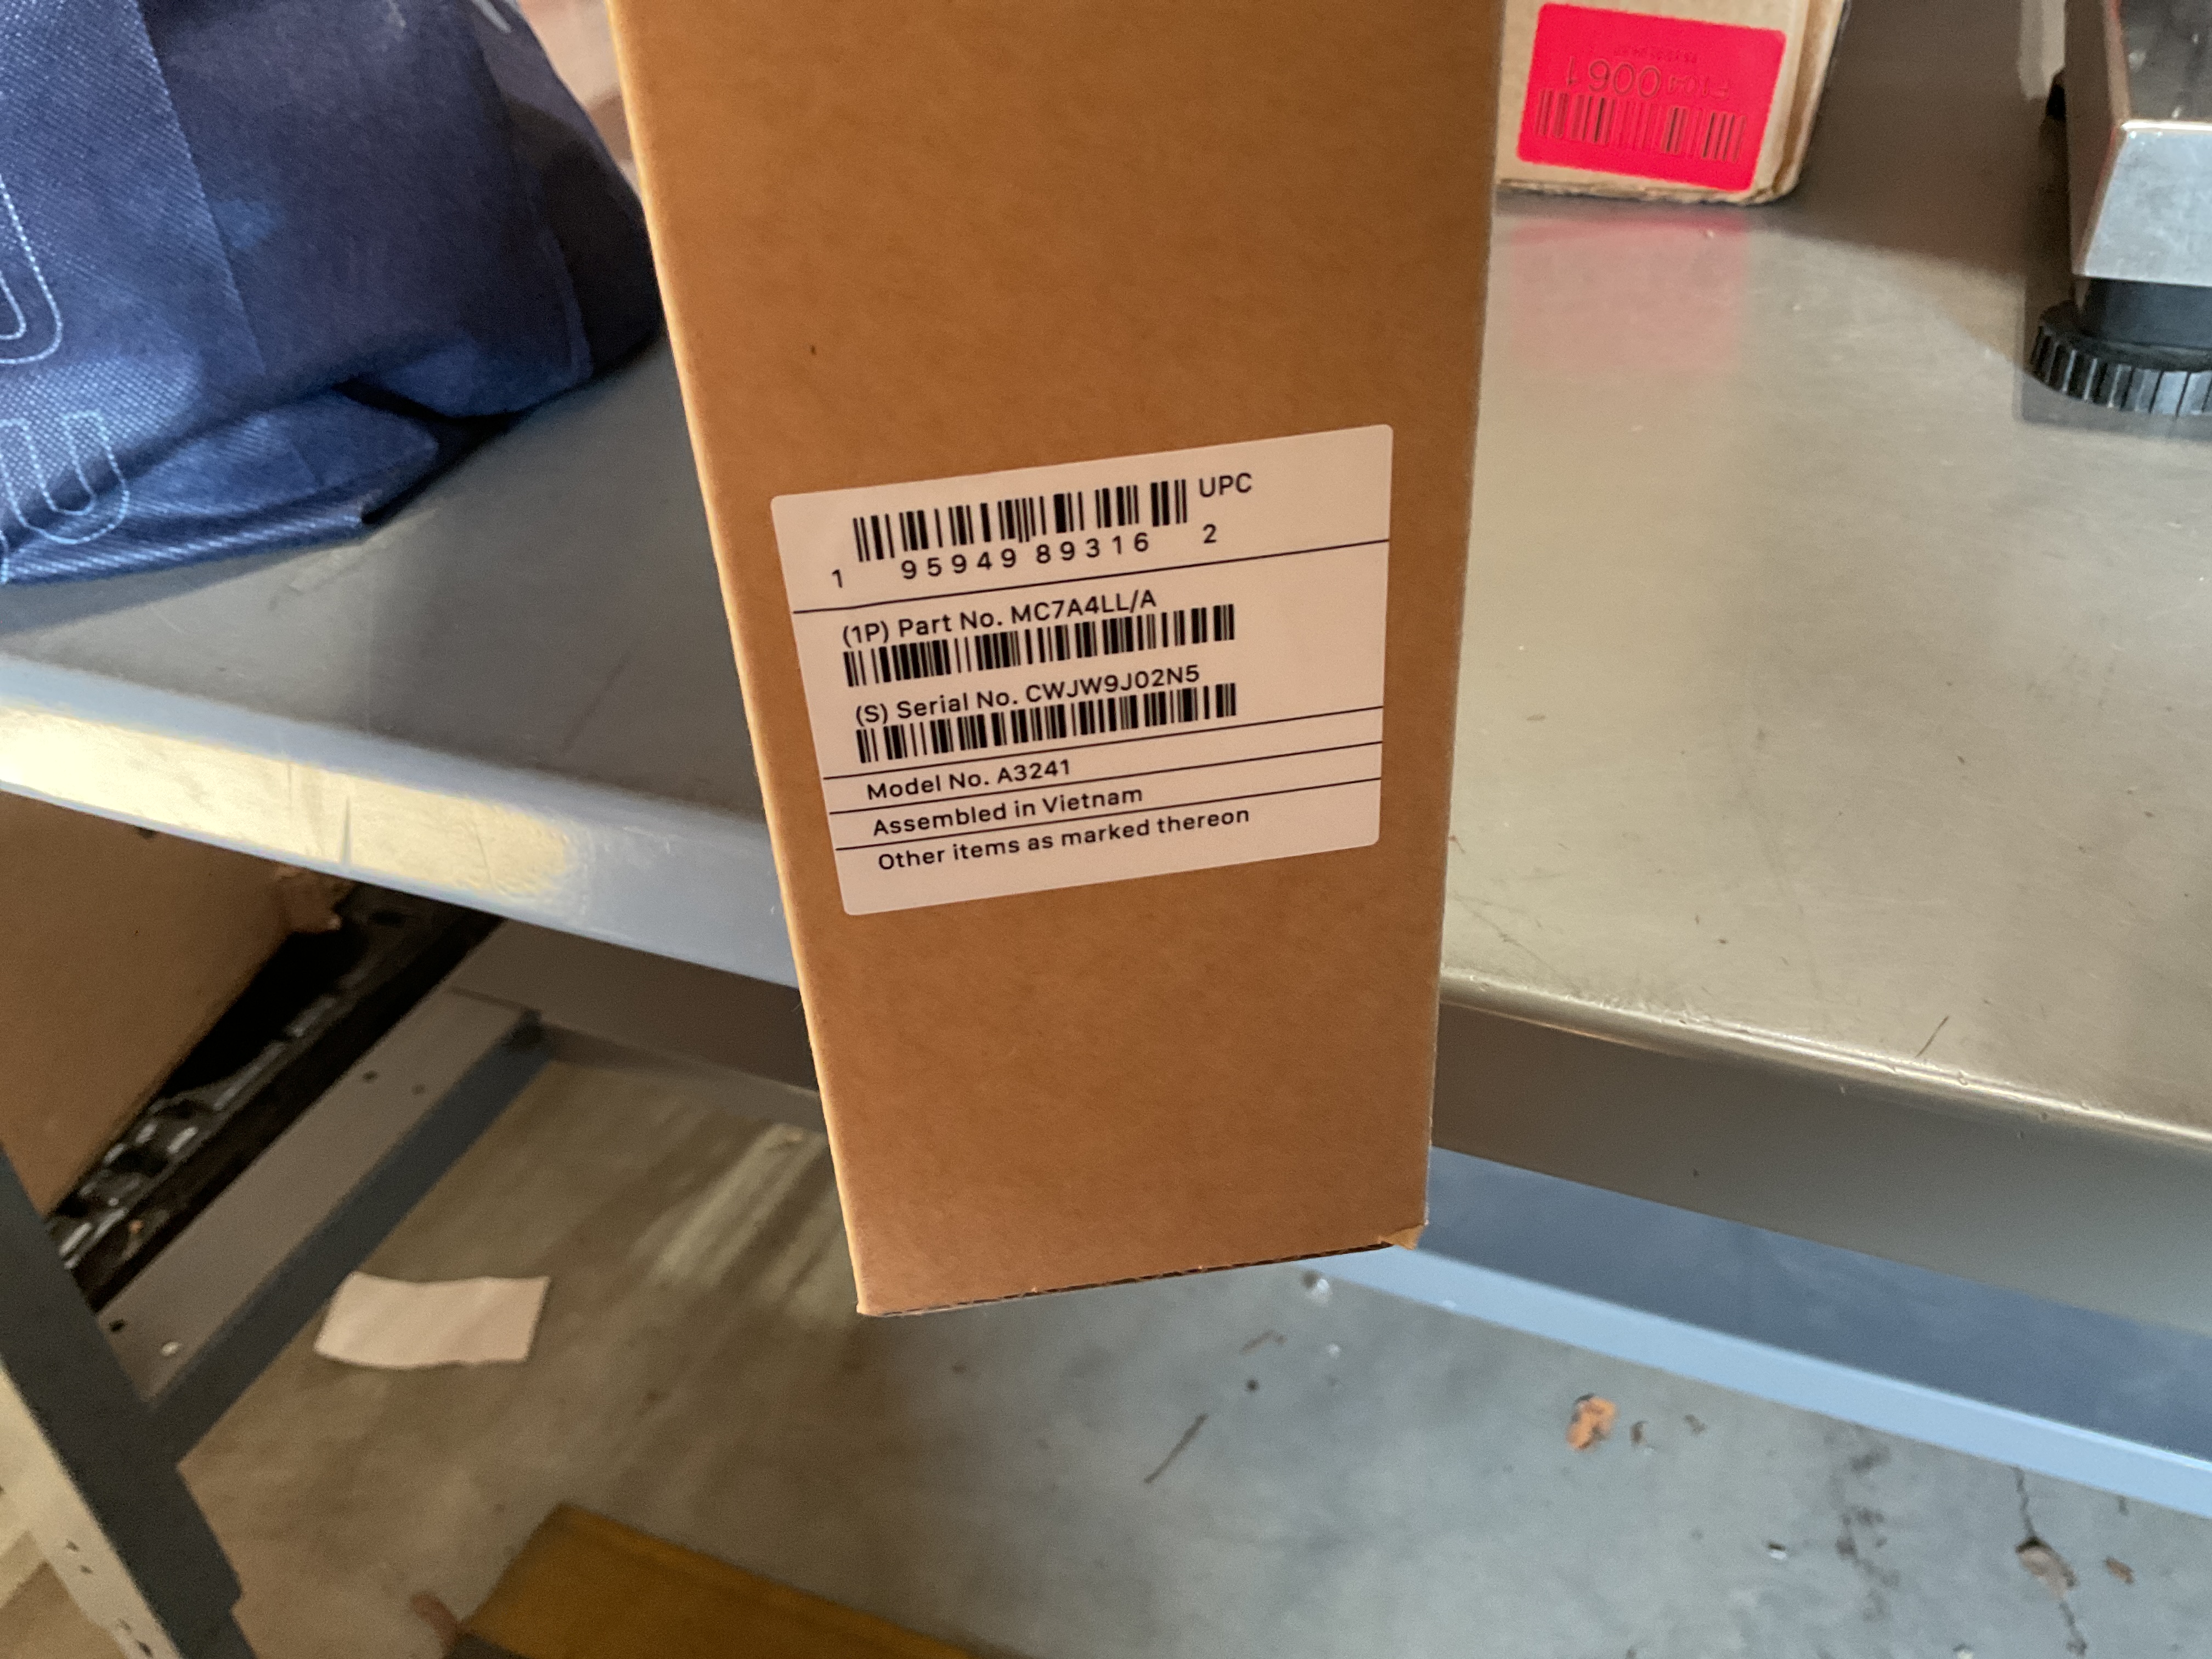 0061
UPC
1 95949 89316 2
(1P) Part No. MC7A4LL/A
(S) Serial No. CWJW9J02N5
Model No. A3241
Assembled in Vietnam
Other items as marked thereon